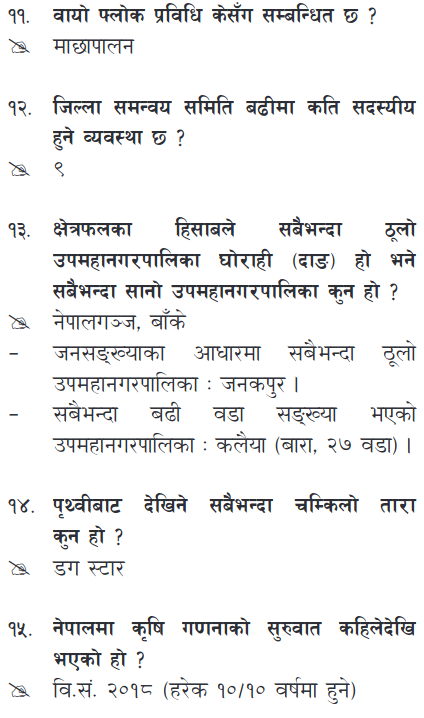 ११. वायो फ्लोक प्रविधि केसँग सम्बन्धित छ ?
माछापालन
१२. जिल्ला समन्वय समिति बढीमा कति सदस्यीय
हुने व्यवस्था छ ?
९
१३. क्षेत्रफलका हिसाबले सबैभन्दा ठूलो
उपमहानगरपालिका घोराही (दाङ) हो भने
सबैभन्दा सानो उपमहानगरपालिका कुन हो ?
नेपालगञ्ज, बाँके
– जनसङ्ख्याका आधारमा सबैभन्दा ठूलो
उपमहानगरपालिका : जनकपुर ।
– सबैभन्दा बढी वडा सङ्ख्या भएको
उपमहानगरपालिका : कलैया (बारा, २७ वडा) ।
१४. पृथ्वीबाट देखिने सबैभन्दा चम्किलो तारा
कुन हो ?
डग स्टार
१५. नेपालमा कृषि गणनाको सुरुवात कहिलेदेखि
भएको हो ?
वि.सं. २०१८ (हरेक १०/१० वर्षमा हुने)